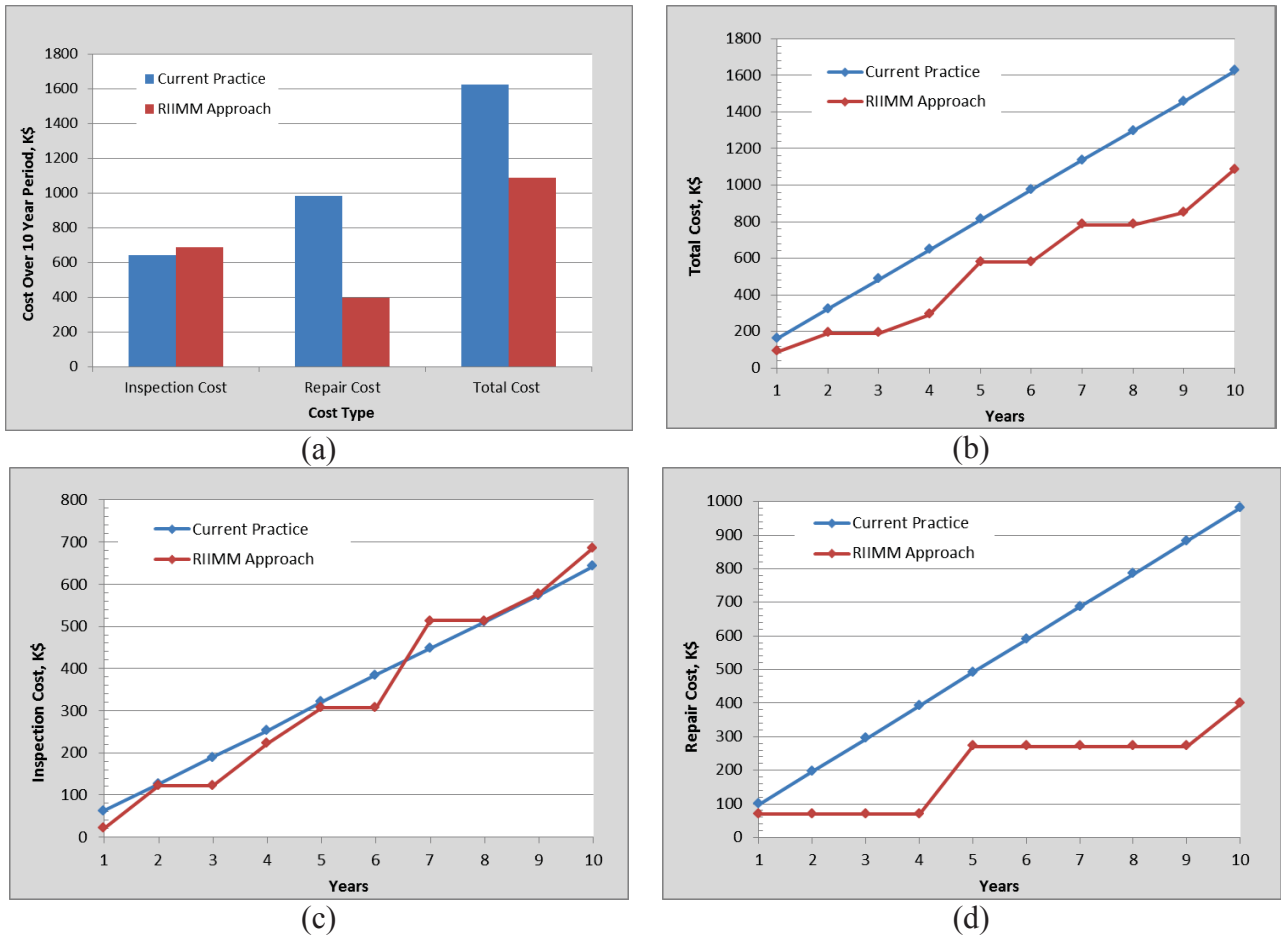 1800
1600
1400
1200
1000
800
600
400
200
0
Cost Over 10 Year Period, K$
Current Practice
RIIMM Approach
Inspection Cost Repair Cost Total Cost
Cost Type
(a)
1800
1600
1400
1200
1000
800
600
400
200
0
Total Cost, K$
Current Practice
RIIMM Approach
1 2 3 4 5 6 7 8 9 10
Years
(b)
800
700
600
500
400
300
200
100
0
Inspection Cost, K$
Current Practice
RIIMM Approach
1 2 3 4 5 6 7 8 9 10
Years
(c)
1000
900
800
700
600
500
400
300
200
100
0
Repair Cost, K$
Current Practice
RIIMM Approach
1 2 3 4 5 6 7 8 9 10
Years
(d)